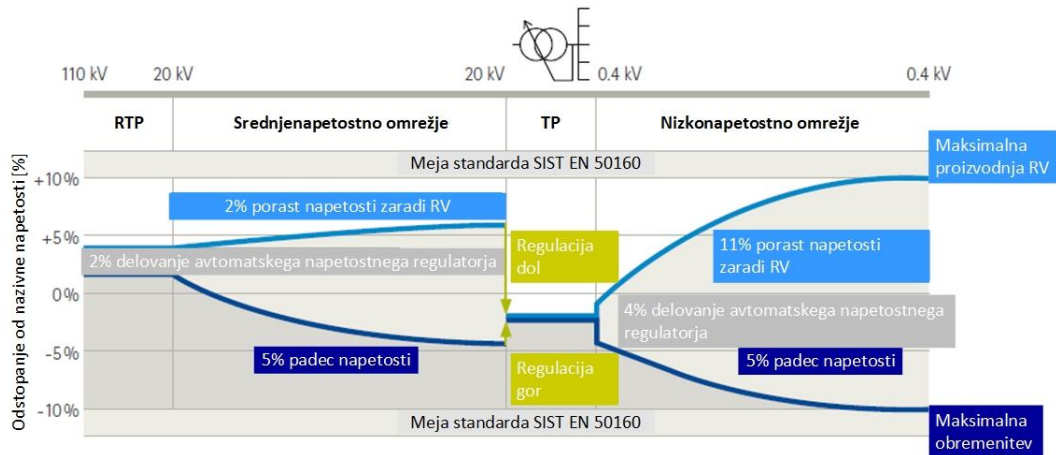 110 kV
20 kV
20 kV
0.4 kV
0.4 kV
RTP
Srednjenapetostno omrežje
TP
Nizkonapetostno omrežje
Odstopanje od nazivne napetosti [%]
Meja standarda SIST EN 50160
Maksimalna
proizvodnja RV
+10%
2% porast napetosti zaradi RV
+5%
Regulacija
dol
11% porast napetosti
zaradi RV
2% delovanje avtomatskega napetostnega regulatorja
0%
4% delovanje avtomatskega napetostnega
regulatorja
-5%
5% padec napetosti
Regulacija
gor
5% padec napetosti
-10%
Meja standarda SIST EN 50160
Maksimalna
obremenitev